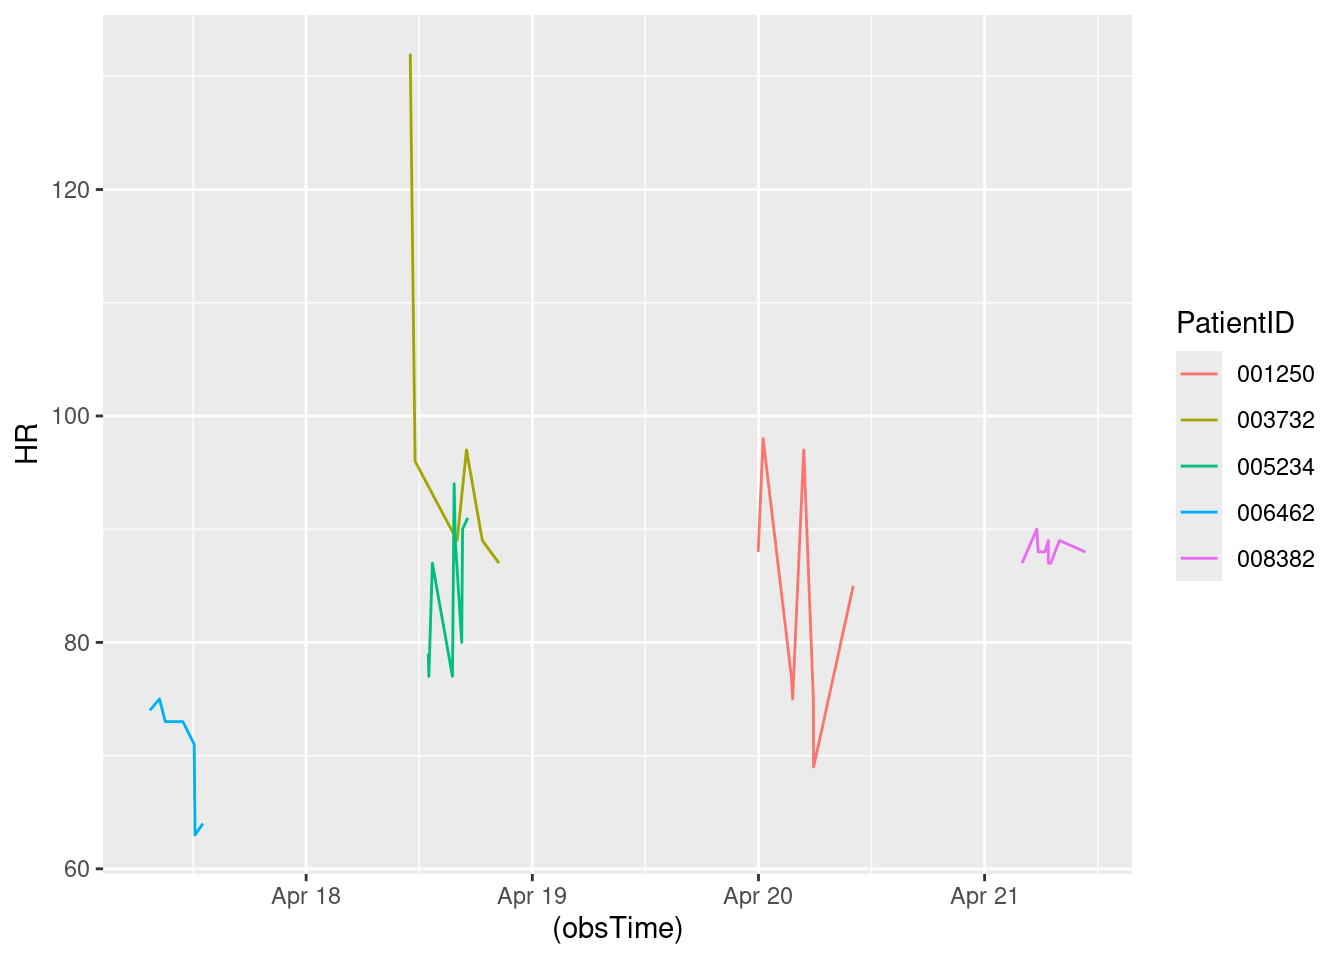 HR
120
100
80
60
Apr 18
Apr 19
Apr 20
Apr 21
(obsTime)
PatientID
001250
003732
005234
006462
008382